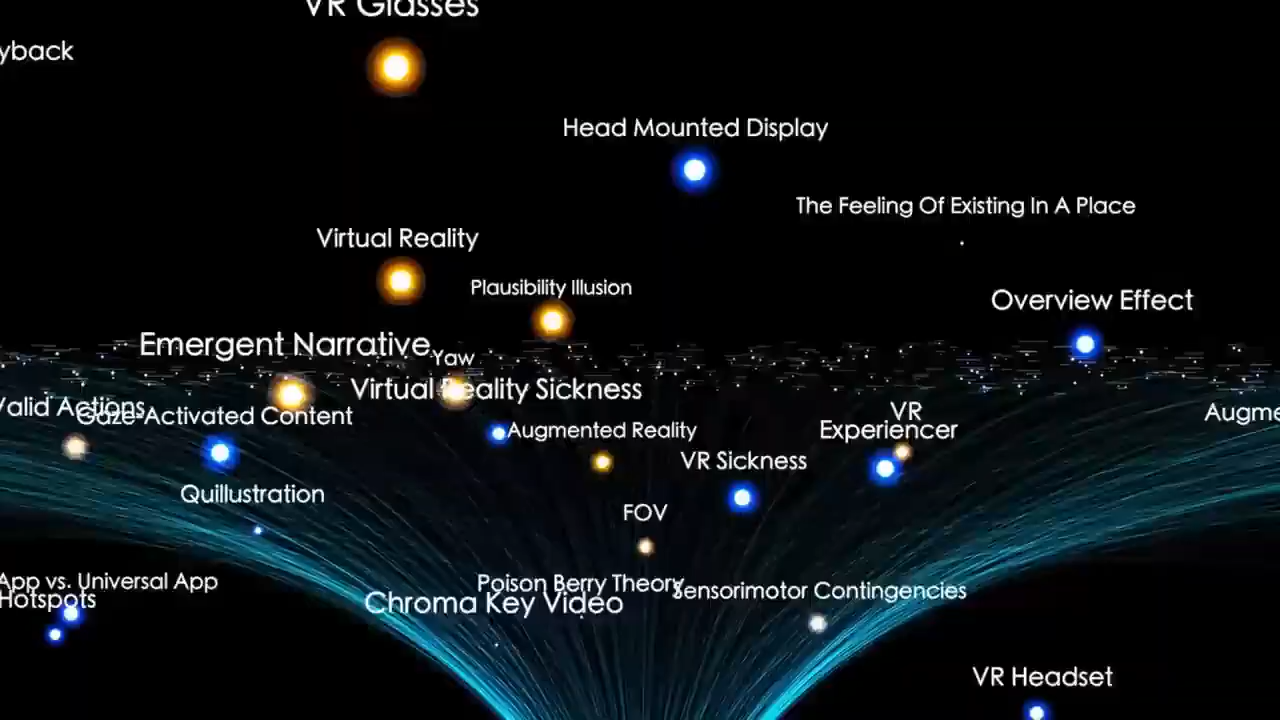 VR Glasses
yback
Head Mounted Display
The Feeling Of Existing In A Place
Virtual Reality
Plausibility Illusion
Overview Effect
Emergent Narrative
Yaw
Virtual Reality Sickness
Valid Actions
Gaze-Activated Content
VR
Experiencer
Augme
Augmented Reality
VR Sickness
Quillustration
FOV
App vs. Universal App
Hotspots
Poison Berry Theory
Chroma Key Video
Sensorimotor Contingencies
VR Headset